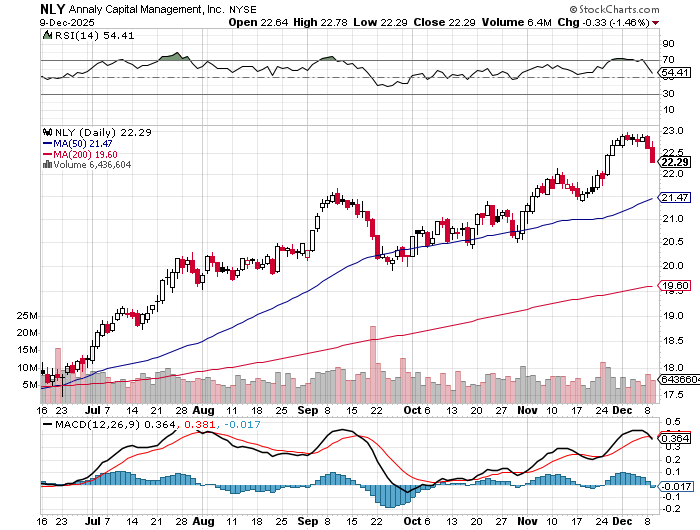 NLY Annaly Capital Management, Inc. NYSE © StockCharts.com
9-Dec-2025 Open 22.64 High 22.78 Low 22.29 Close 22.29 Volume 6.4M Chg -0.33 (-1.46%)
RSI(14) 54.41
90
70
54.41
50
30
10
NLY (Daily) 22.29
MA(50) 21.47
MA(200) 19.60
Volume 6,436,604
23.0
22.5
22.29
22.0
21.47
21.0
20.5
20.0
19.60
19.0
18.5
18.0
17.5
25M
20M
15M
10M
5M
6436604
16 23 Jul 7 14 21 28 Aug 11 18 25 Sep 8 15 22 Oct 6 13 20 27 Nov 10 17 24 Dec 8
MACD(12,26,9) 0.364, 0.381, -0.017
0.5
0.364
0.3
0.2
0.1
-0.017
-0.1
-0.2
16 23 Jul 7 14 21 28 Aug 11 18 25 Sep 8 15 22 Oct 6 13 20 27 Nov 10 17 24 Dec 8